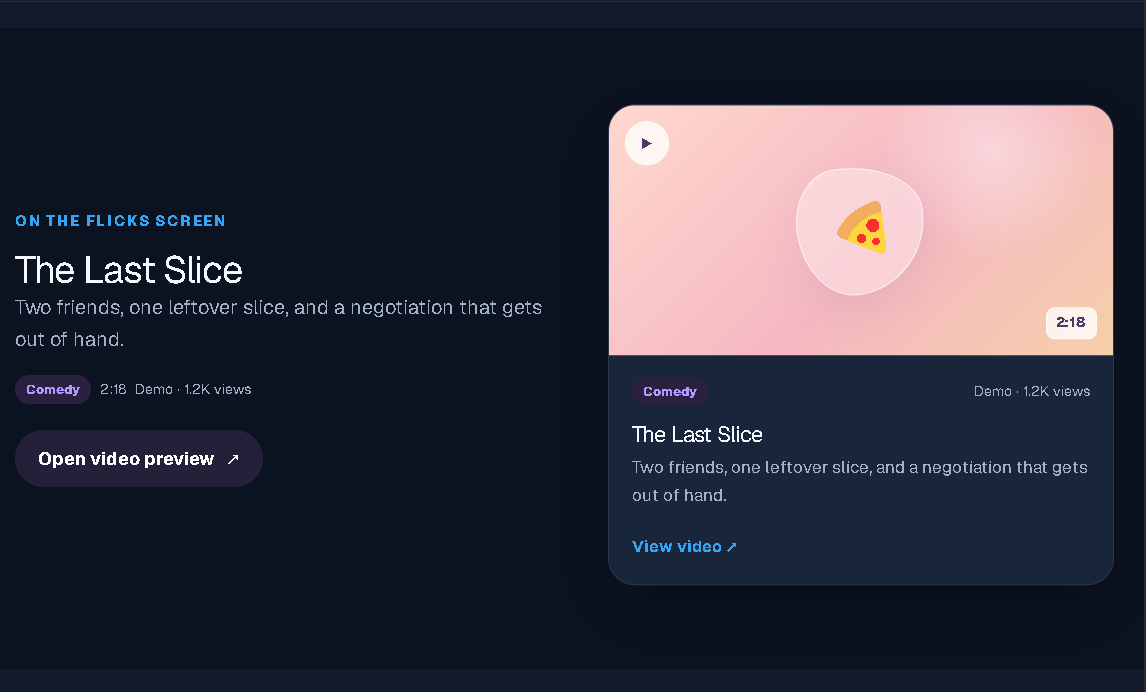 ON THE FLICKS SCREEN
The Last Slice
Two friends, one leftover slice, and a negotiation that gets
out of hand.
Comedy 2:18 Demo · 1.2K views
Open video preview ↗
2:18
Comedy Demo · 1.2K views
The Last Slice
Two friends, one leftover slice, and a negotiation that gets
out of hand.
View video ↗